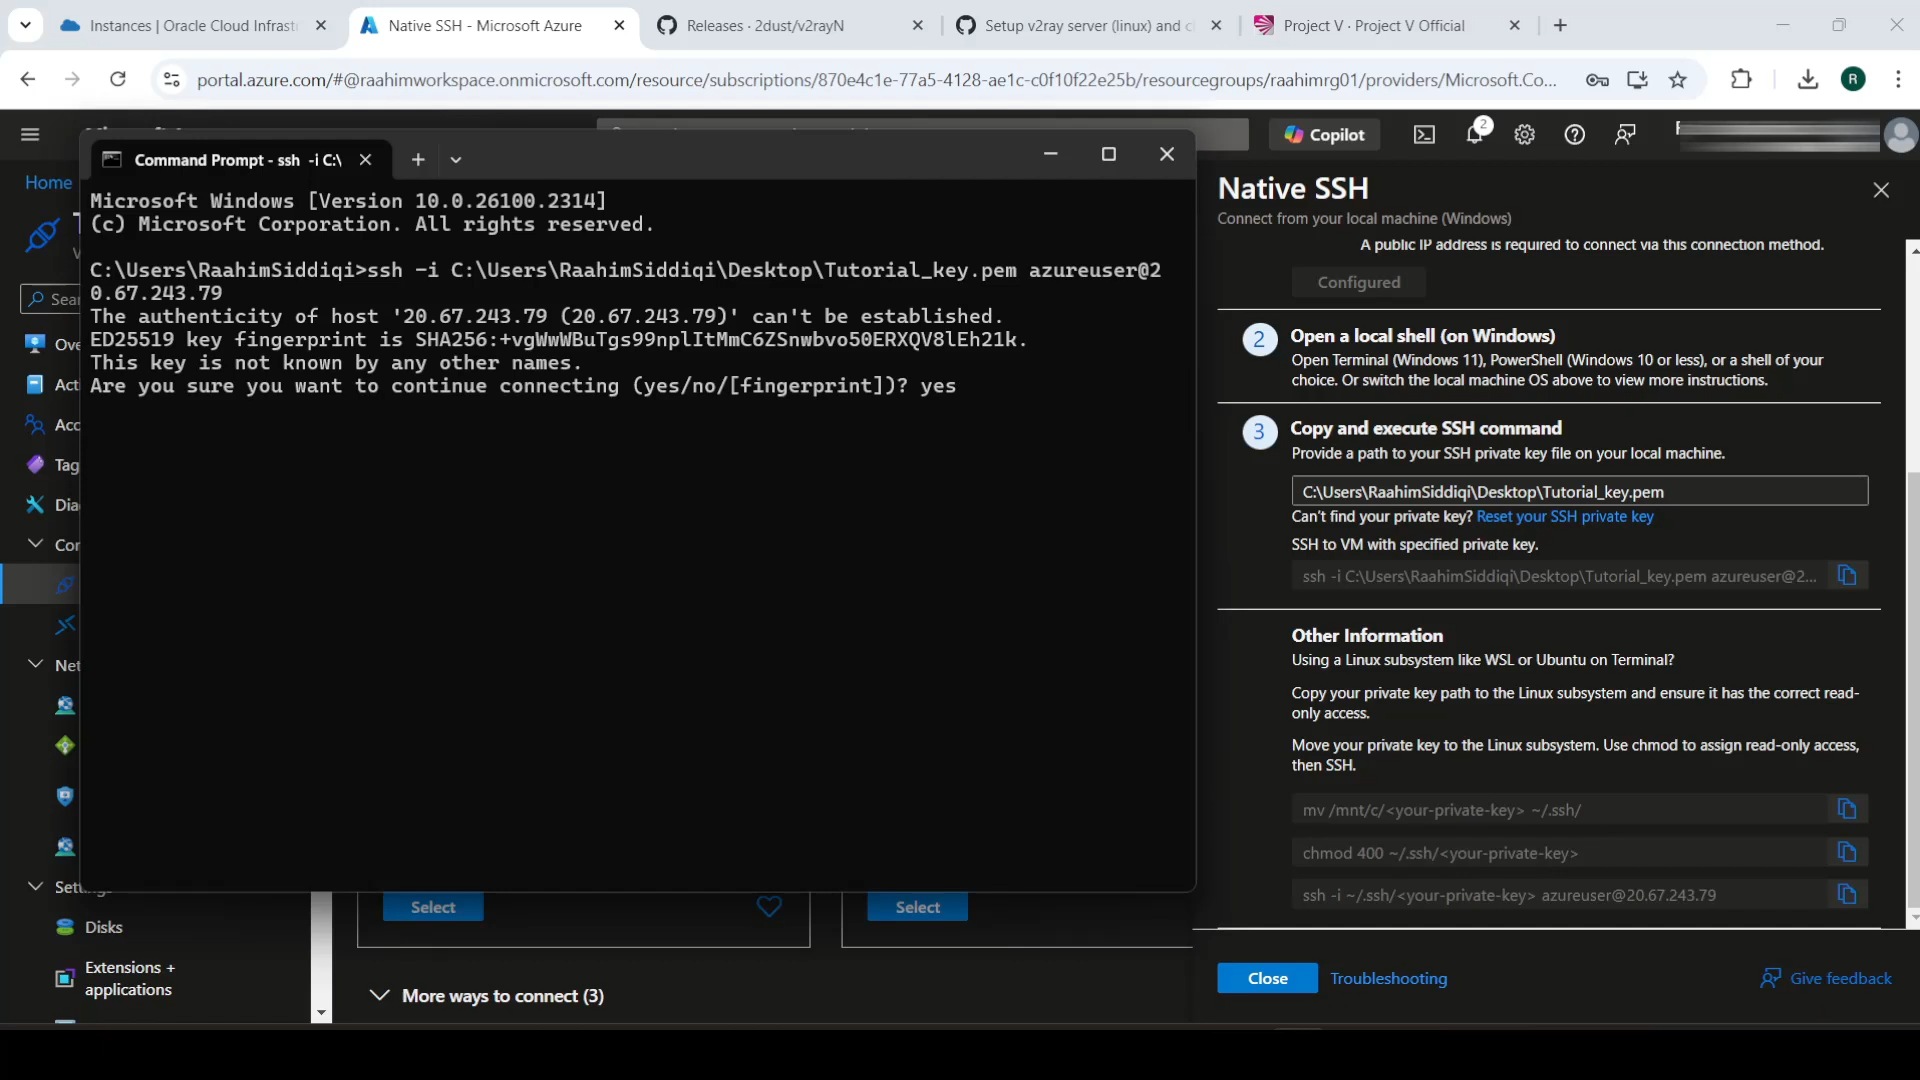 Instances | Oracle Cloud Infrast
Native SSH - Microsoft Azure
Releases · 2dust/v2rayN
Setup v2ray server (linux) and c
Project V · Project V Official
portal.azure.com/#@raahimworkspace.onmicrosoft.com/resource/subscriptions/870e4c1e-77a5-4128-ae1c-c0f10f22e25b/resourcegroups/raahimrg01/providers/Microsoft.Co...
R
Copilot
2
Home
Command Prompt - ssh -i C:\
Microsoft Windows [Version 10.0.26100.2314]
(c) Microsoft Corporation. All rights reserved.
C:\Users\RaahimSiddiqi>ssh -i C:\Users\RaahimSiddiqi\Desktop\Tutorial_key.pem azureuser@2
0.67.243.79
The authenticity of host '20.67.243.79 (20.67.243.79)' can't be established.
ED25519 key fingerprint is SHA256:+vgWwWBuTgs99nplItMmC6ZSnwbvo50ERXQV8lEh21k.
This key is not known by any other names.
Are you sure you want to continue connecting (yes/no/[fingerprint])? yes
Sea
Ove
Act
Acc
Tag
Dia
Con
Net
Settings
Disks
Extensions +
applications
Select
Select
More ways to connect (3)
Native SSH
Connect from your local machine (Windows)
A public IP address is required to connect via this connection method.
Configured
2
Open a local shell (on Windows)
Open Terminal (Windows 11), PowerShell (Windows 10 or less), or a shell of your
choice. Or switch the local machine OS above to view more instructions.
3
Copy and execute SSH command
Provide a path to your SSH private key file on your local machine.
C:\Users\RaahimSiddiqi\Desktop\Tutorial_key.pem
Can't find your private key? Reset your SSH private key
SSH to VM with specified private key.
ssh -i C:\Users\RaahimSiddiqi\Desktop\Tutorial_key.pem azureuser@2...
Other Information
Using a Linux subsystem like WSL or Ubuntu on Terminal?
Copy your private key path to the Linux subsystem and ensure it has the correct read-
only access.
Move your private key to the Linux subsystem. Use chmod to assign read-only access,
then SSH.
mv /mnt/c/<your-private-key> ~/.ssh/
chmod 400 ~/.ssh/<your-private-key>
ssh -i ~/.ssh/<your-private-key> azureuser@20.67.243.79
Close
Troubleshooting
Give feedback